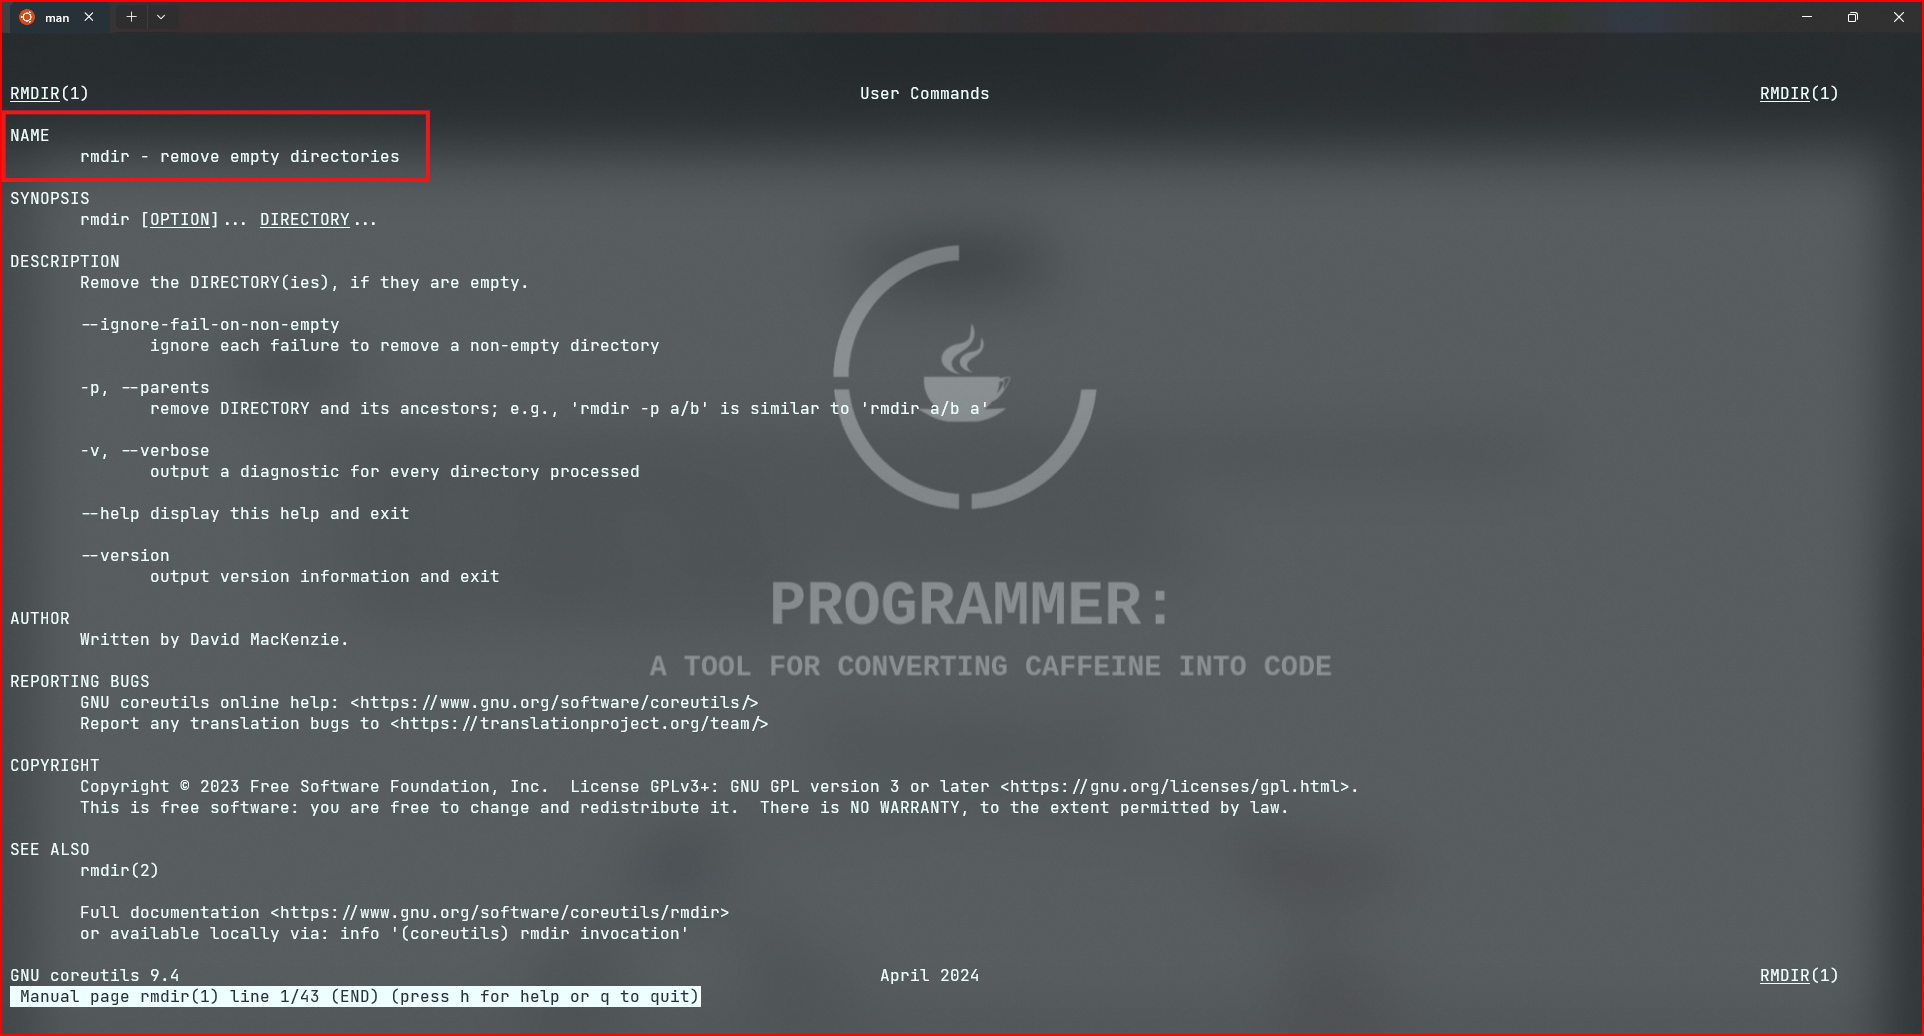 man
RMDIR(1) User Commands RMDIR(1)
NAME
rmdir - remove empty directories
SYNOPSIS
rmdir [OPTION]... DIRECTORY...
DESCRIPTION
Remove the DIRECTORY(ies), if they are empty.
--ignore-fail-on-non-empty
ignore each failure to remove a non-empty directory
-p, --parents
remove DIRECTORY and its ancestors; e.g., 'rmdir -p a/b' is similar to 'rmdir a/b a'
-v, --verbose
output a diagnostic for every directory processed
--help display this help and exit
--version
output version information and exit
PROGRAMMER:
A TOOL FOR CONVERTING CAFFEINE INTO CODE
AUTHOR
Written by David MacKenzie.
REPORTING BUGS
GNU coreutils online help: <https://www.gnu.org/software/coreutils/>
Report any translation bugs to <https://translationproject.org/team/>
COPYRIGHT
Copyright © 2023 Free Software Foundation, Inc.  License GPLv3+: GNU GPL version 3 or later <https://gnu.org/licenses/gpl.html>.
This is free software: you are free to change and redistribute it.  There is NO WARRANTY, to the extent permitted by law.
SEE ALSO
rmdir(2)
Full documentation <https://www.gnu.org/software/coreutils/rmdir>
or available locally via: info '(coreutils) rmdir invocation'
GNU coreutils 9.4 April 2024 RMDIR(1)
Manual page rmdir(1) line 1/43 (END) (press h for help or q to quit)